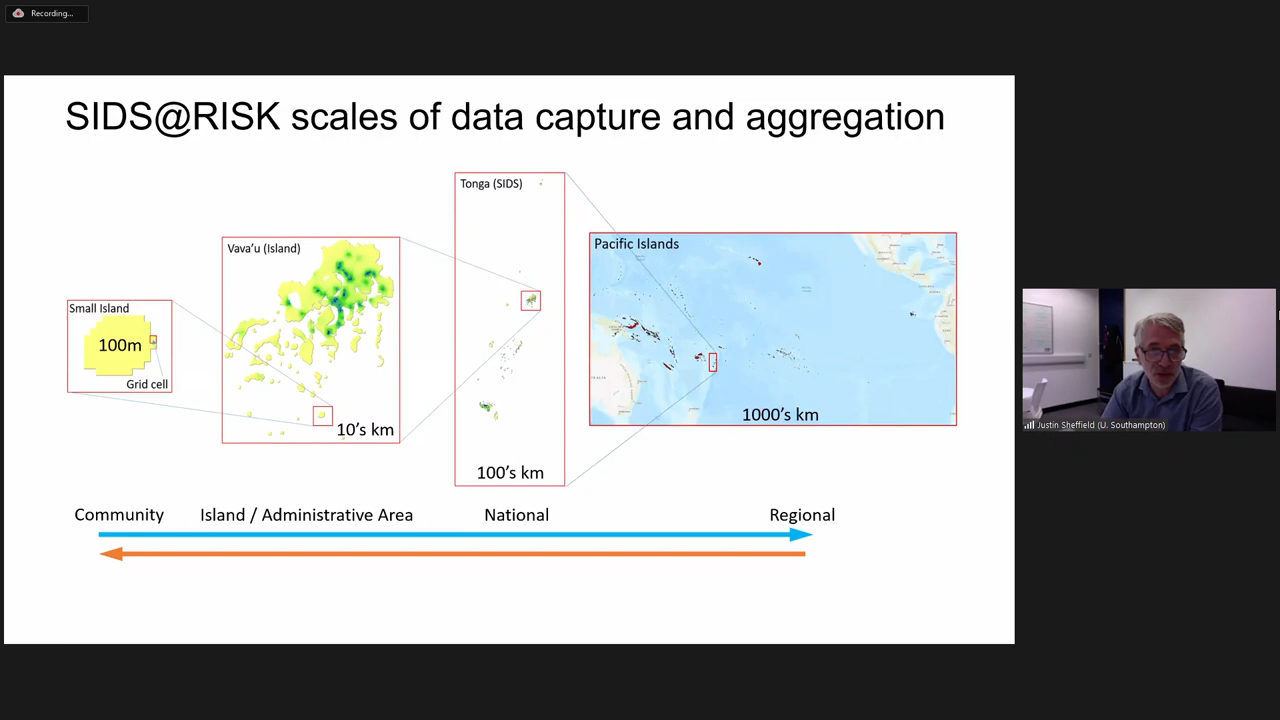 Recording...
SIDS@RISK scales of data capture and aggregation
Small Island
100m
Grid cell
Vava'u (Island)
10's km
Tonga (SIDS)
100's km
Pacific Islands
1000's km
Community
Island / Administrative Area
National
Regional
Justin Sheffield (U. Southampton)